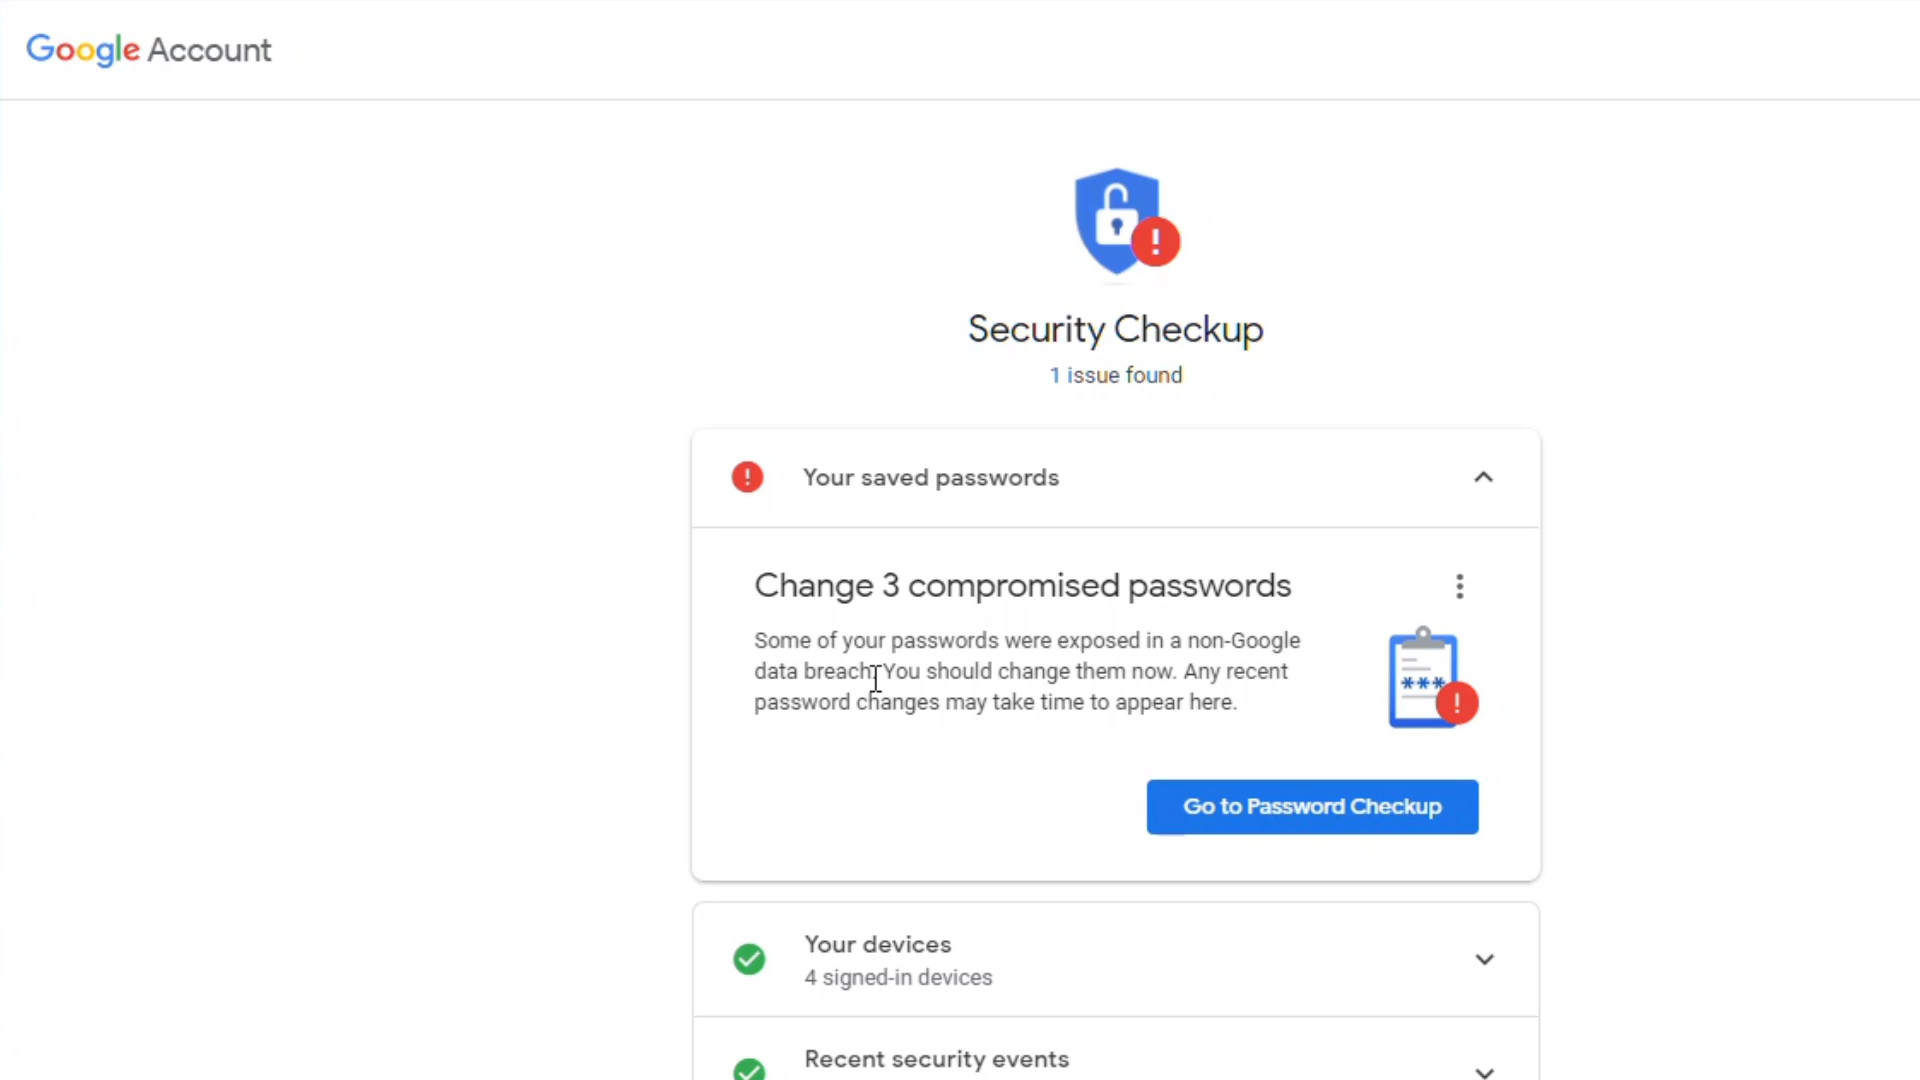 Google Account
Security Checkup
1 issue found
Your saved passwords
Change 3 compromised passwords
Some of your passwords were exposed in a non-Google
data breach. You should change them now. Any recent
password changes may take time to appear here.
***
Go to Password Checkup
Your devices
4 signed-in devices
Recent security events